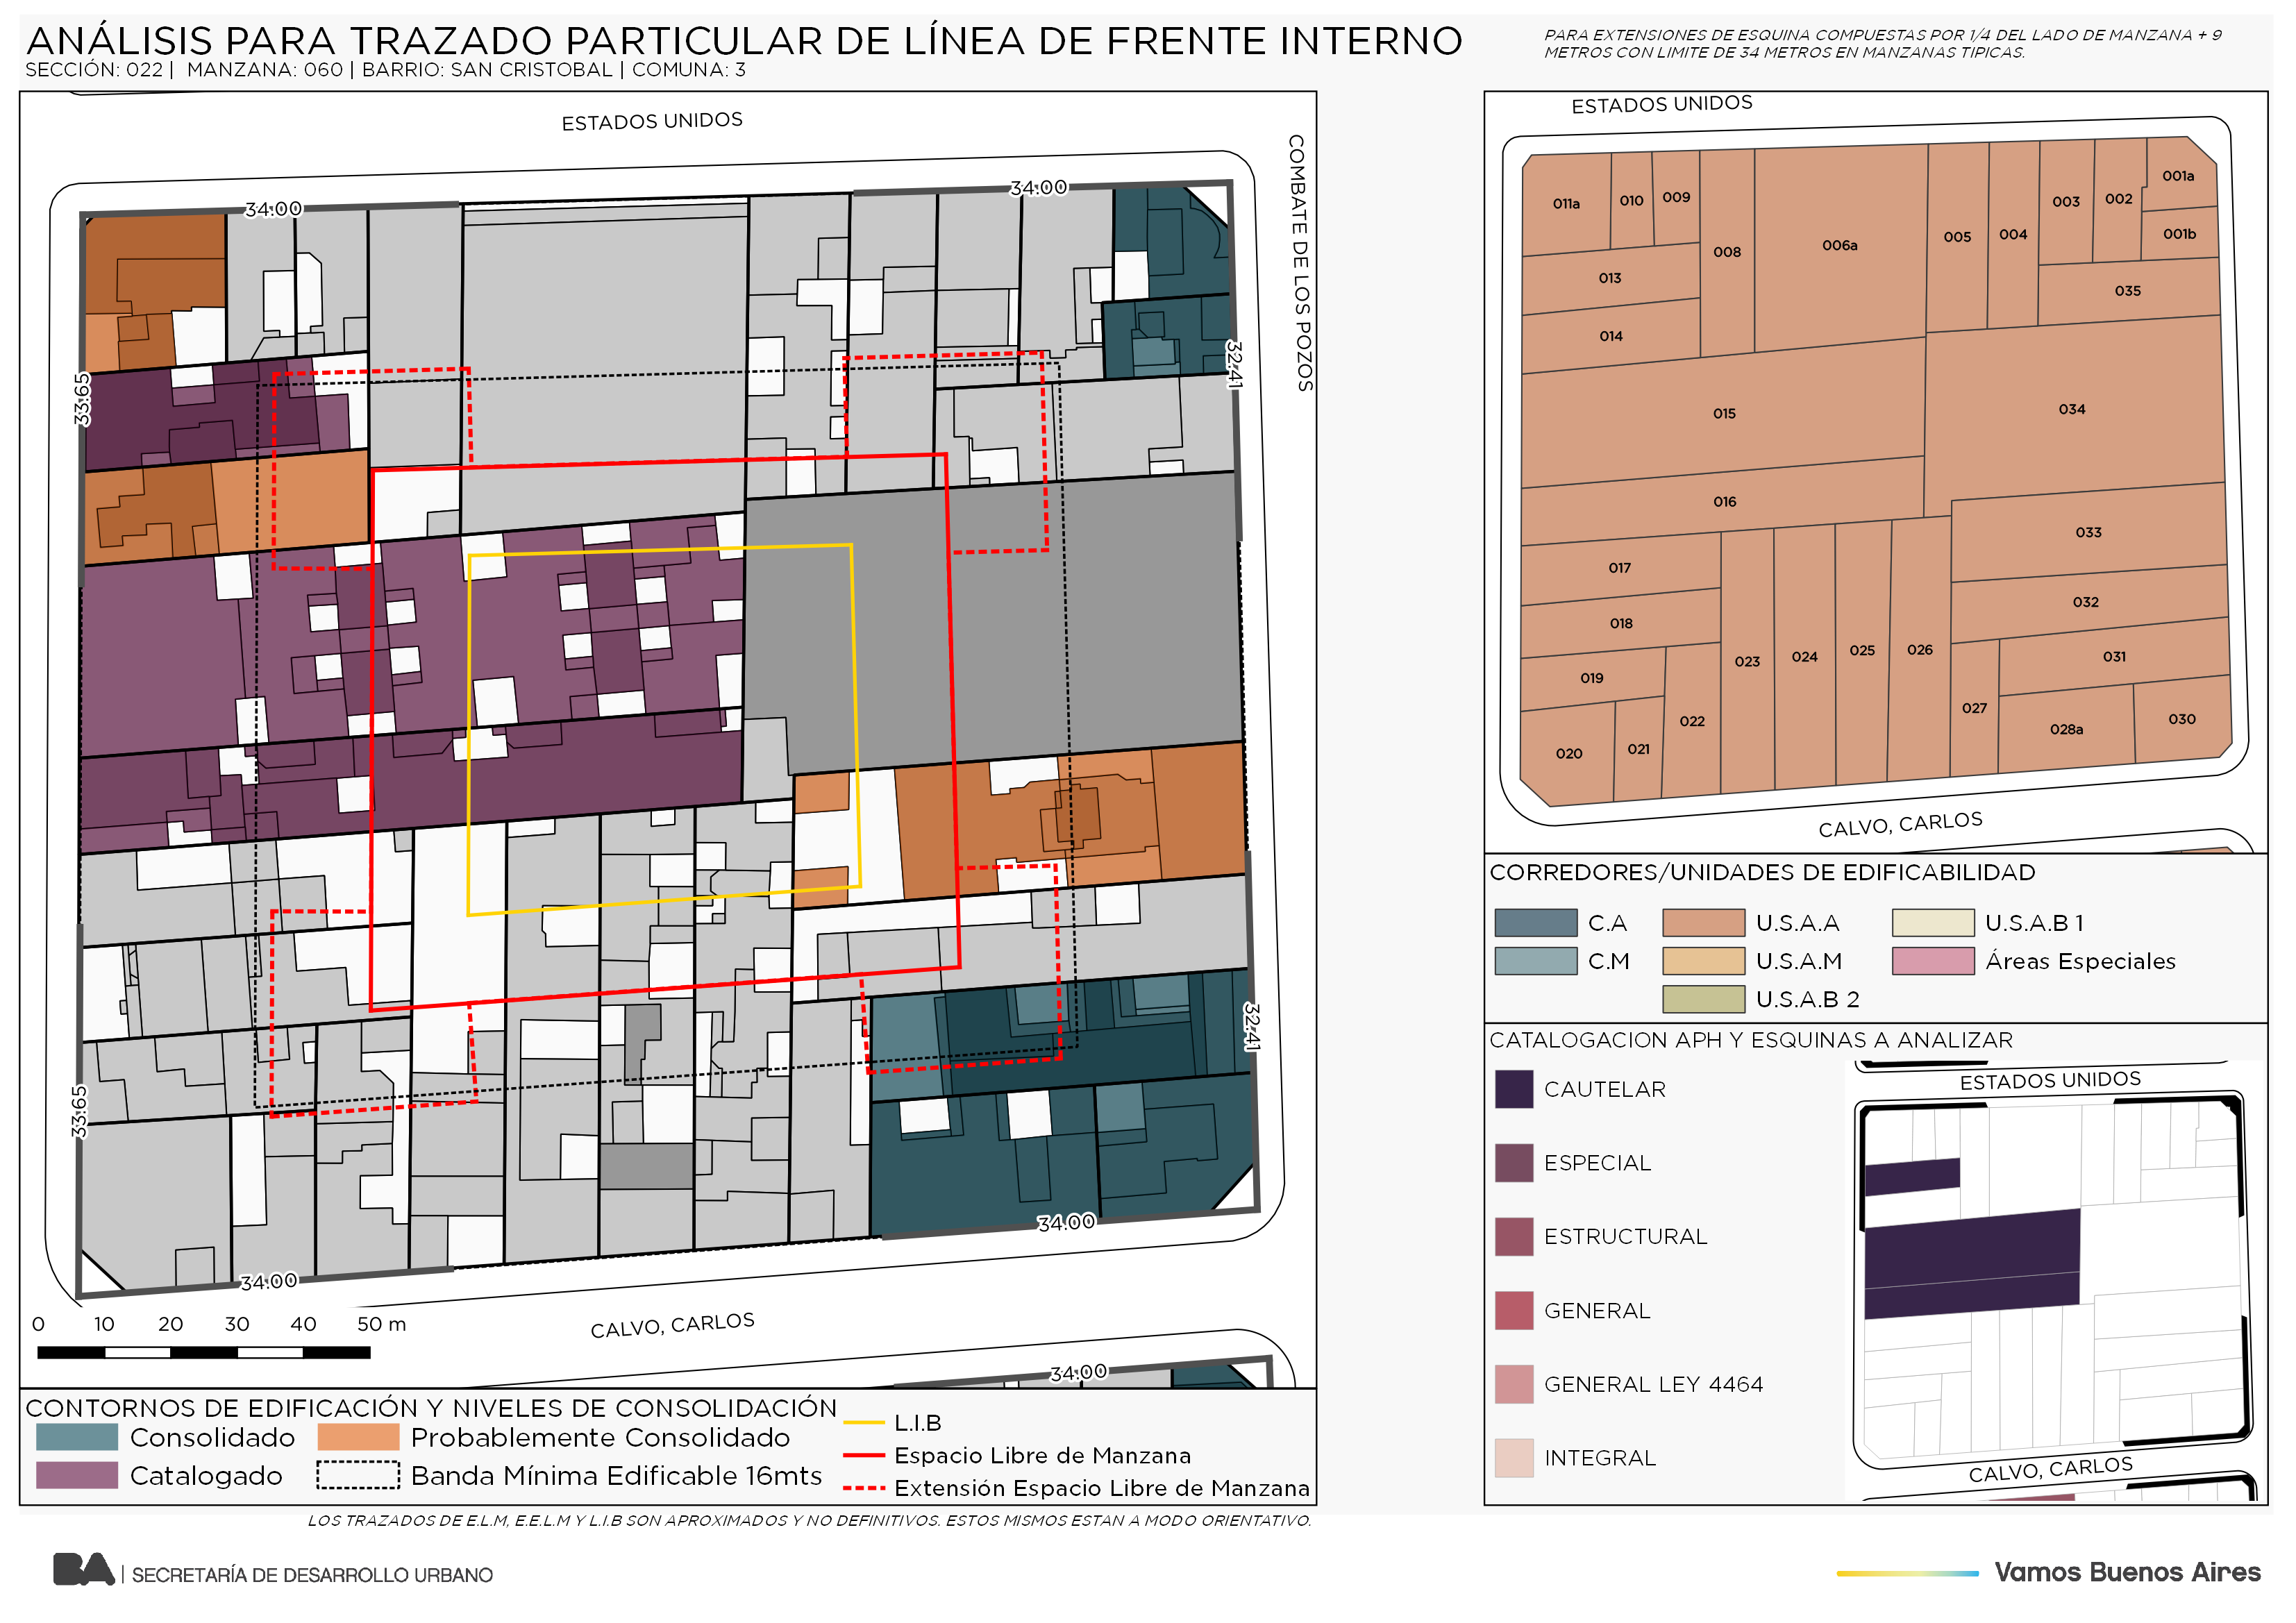 ANÁLISIS PARA TRAZADO PARTICULAR DE LÍNEA DE FRENTE INTERNO
SECCIÓN: 022 | MANZANA: 060 | BARRIO: SAN CRISTOBAL | COMUNA: 3
PARA EXTENSIONES DE ESQUINA COMPUESTAS POR 1/4 DEL LADO DE MANZANA + 9
METROS CON LIMITE DE 34 METROS EN MANZANAS TIPICAS.
ESTADOS UNIDOS
COMBATE DE LOS POZOS
34:00
34:00
33:65
32:41
32:41
33:65
34:00
34:00
CALVO, CARLOS
34:00
0 10 20 30 40 50 m
CONTORNOS DE EDIFICACIÓN Y NIVELES DE CONSOLIDACIÓN
Consolidado
Probablemente Consolidado
Catalogado
Banda Mínima Edificable 16mts
L.I.B
Espacio Libre de Manzana
Extensión Espacio Libre de Manzana
LOS TRAZADOS DE E.L.M, E.E.L.M Y L.I.B SON APROXIMADOS Y NO DEFINITIVOS. ESTOS MISMOS ESTAN A MODO ORIENTATIVO.
ESTADOS UNIDOS
011a
010
009
008
006a
005
004
003
002
001a
001b
035
013
014
015
034
016
033
017
018
032
019
031
023
024
025
026
022
027
028a
030
020
021
CALVO, CARLOS
CORREDORES/UNIDADES DE EDIFICABILIDAD
C.A
U.S.A.A
U.S.A.B 1
C.M
U.S.A.M
Áreas Especiales
U.S.A.B 2
CATALOGACION APH Y ESQUINAS A ANALIZAR
CAUTELAR
ESPECIAL
ESTRUCTURAL
GENERAL
GENERAL LEY 4464
INTEGRAL
ESTADOS UNIDOS
CALVO, CARLOS
BA | SECRETARÍA DE DESARROLLO URBANO
Vamos Buenos Aires